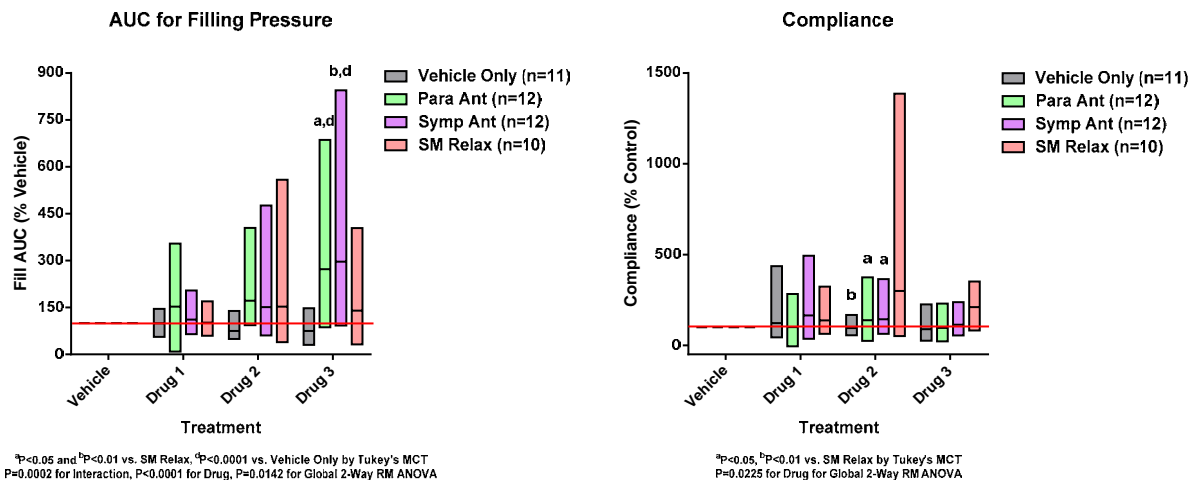 AUC for Filling Pressure
900
750
600
450
300
150
0
Fill AUC (% Vehicle)
a,d
b,d
Vehicle Only (n=11)
Para Ant (n=12)
Symp Ant (n=12)
SM Relax (n=10)
Vehicle
Drug 1
Drug 2
Drug 3
Treatment
aP<0.05 and bP<0.01 vs. SM Relax, dP<0.0001 vs. Vehicle Only by Tukey's MCT
P=0.0002 for Interaction, P<0.0001 for Drug, P=0.0142 for Global 2-Way RM ANOVA
Compliance
1500
1000
500
0
Compliance (% Control)
b
a
a
Vehicle Only (n=11)
Para Ant (n=12)
Symp Ant (n=12)
SM Relax (n=10)
Vehicle
Drug 1
Drug 2
Drug 3
Treatment
aP<0.05, bP<0.01 vs. SM Relax by Tukey's MCT
P=0.0225 for Drug for Global 2-Way RM ANOVA